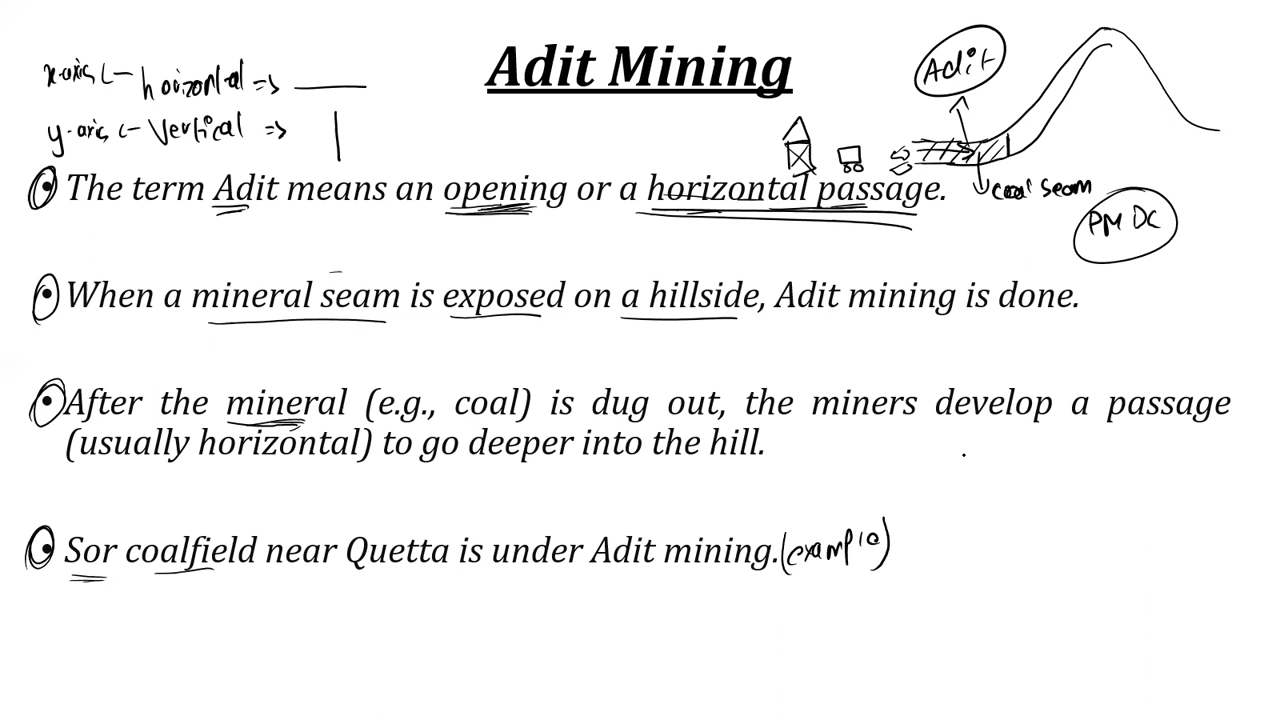 Adit Mining
x-axis ← horizontal ⇒ —
y-axis ← Vertical ⇒ |
Adit
coal seam
PMDC
The term Adit means an opening or a horizontal passage.
When a mineral seam is exposed on a hillside, Adit mining is done.
After the mineral (e.g., coal) is dug out, the miners develop a passage
(usually horizontal) to go deeper into the hill.
Sor coalfield near Quetta is under Adit mining.(example)